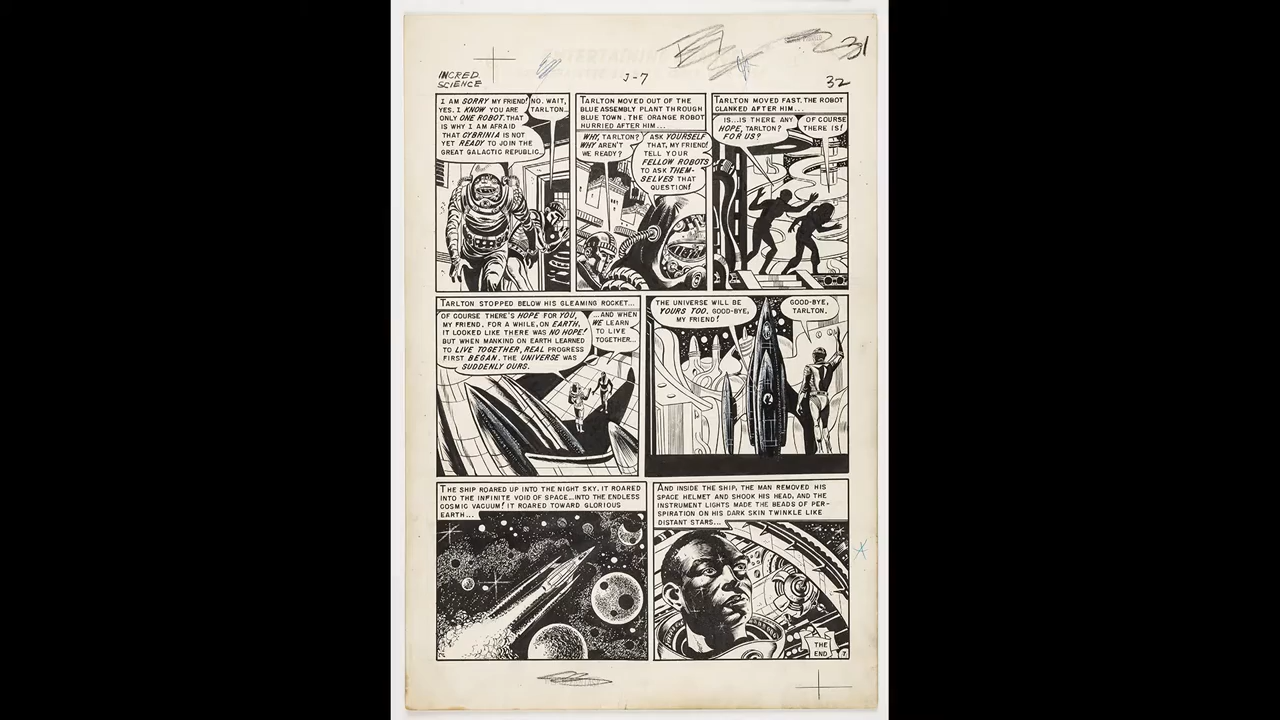 31
INCRED.
SCIENCE
J-7
32
I AM SORRY MY FRIEND!
YES. I KNOW YOU ARE
ONLY ONE ROBOT. THAT
IS WHY I AM AFRAID
THAT CYBRINIA IS NOT
YET READY TO JOIN THE
GREAT GALACTIC REPUBLIC.
NO. WAIT,
TARLTON...
TARLTON MOVED OUT OF THE
BLUE ASSEMBLY PLANT THROUGH
BLUE TOWN. THE ORANGE ROBOT
HURRIED AFTER HIM...
WHY, TARLTON?
WHY AREN'T
WE READY?
ASK YOURSELF
THAT, MY FRIEND!
TELL YOUR
FELLOW ROBOTS
TO ASK THEM-
SELVES THAT
QUESTION!
TARLTON MOVED FAST. THE ROBOT
CLANKED AFTER HIM...
IS...IS THERE ANY
HOPE, TARLTON?
FOR US?
OF COURSE
THERE IS!
TARLTON STOPPED BELOW HIS GLEAMING ROCKET...
OF COURSE THERE'S HOPE FOR YOU,
MY FRIEND. FOR A WHILE, ON EARTH,
IT LOOKED LIKE THERE WAS NO HOPE!
BUT WHEN MANKIND ON EARTH LEARNED
TO LIVE TOGETHER, REAL PROGRESS
FIRST BEGAN. THE UNIVERSE WAS
SUDDENLY OURS.
...AND WHEN
WE LEARN
TO LIVE
TOGETHER...
THE UNIVERSE WILL BE
YOURS TOO. GOOD-BYE,
MY FRIEND!
GOOD-BYE,
TARLTON.
THE SHIP ROARED UP INTO THE NIGHT SKY. IT ROARED
INTO THE INFINITE VOID OF SPACE...INTO THE ENDLESS
COSMIC VACUUM! IT ROARED TOWARD GLORIOUS
EARTH...
AND INSIDE THE SHIP, THE MAN REMOVED HIS
SPACE HELMET AND SHOOK HIS HEAD, AND THE
INSTRUMENT LIGHTS MADE THE BEADS OF PER-
SPIRATION ON HIS DARK SKIN TWINKLE LIKE
DISTANT STARS...
THE
END
7